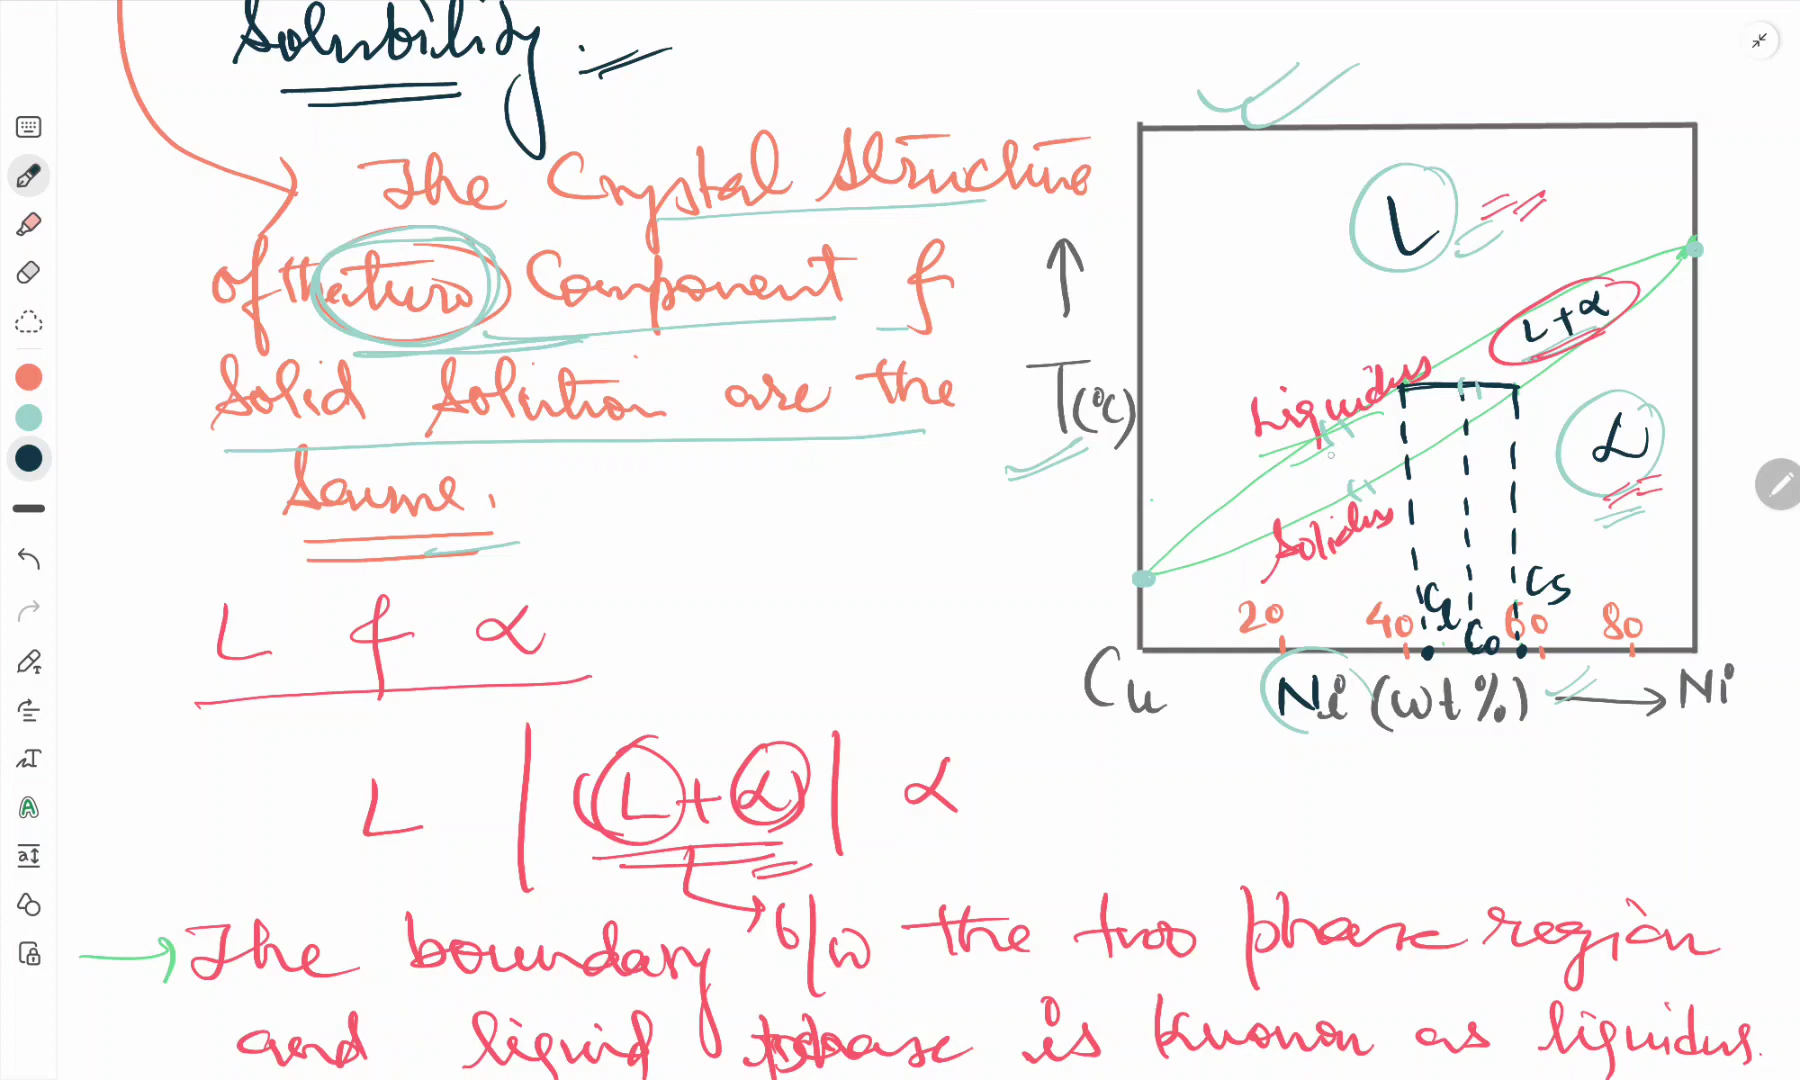 Solubility.
The Crystal Structure
of the two Component &
Solid Solution are the
Same.
L & α
L | (L+α) | α
→ The boundary b/w the two phase region
and liquid phase is known as liquidus.
L
L+α
Liquidus
T(°C)
α
Solidus
Cs
Cl
20 40 Co 60 80
Cu Ni (wt%) → Ni